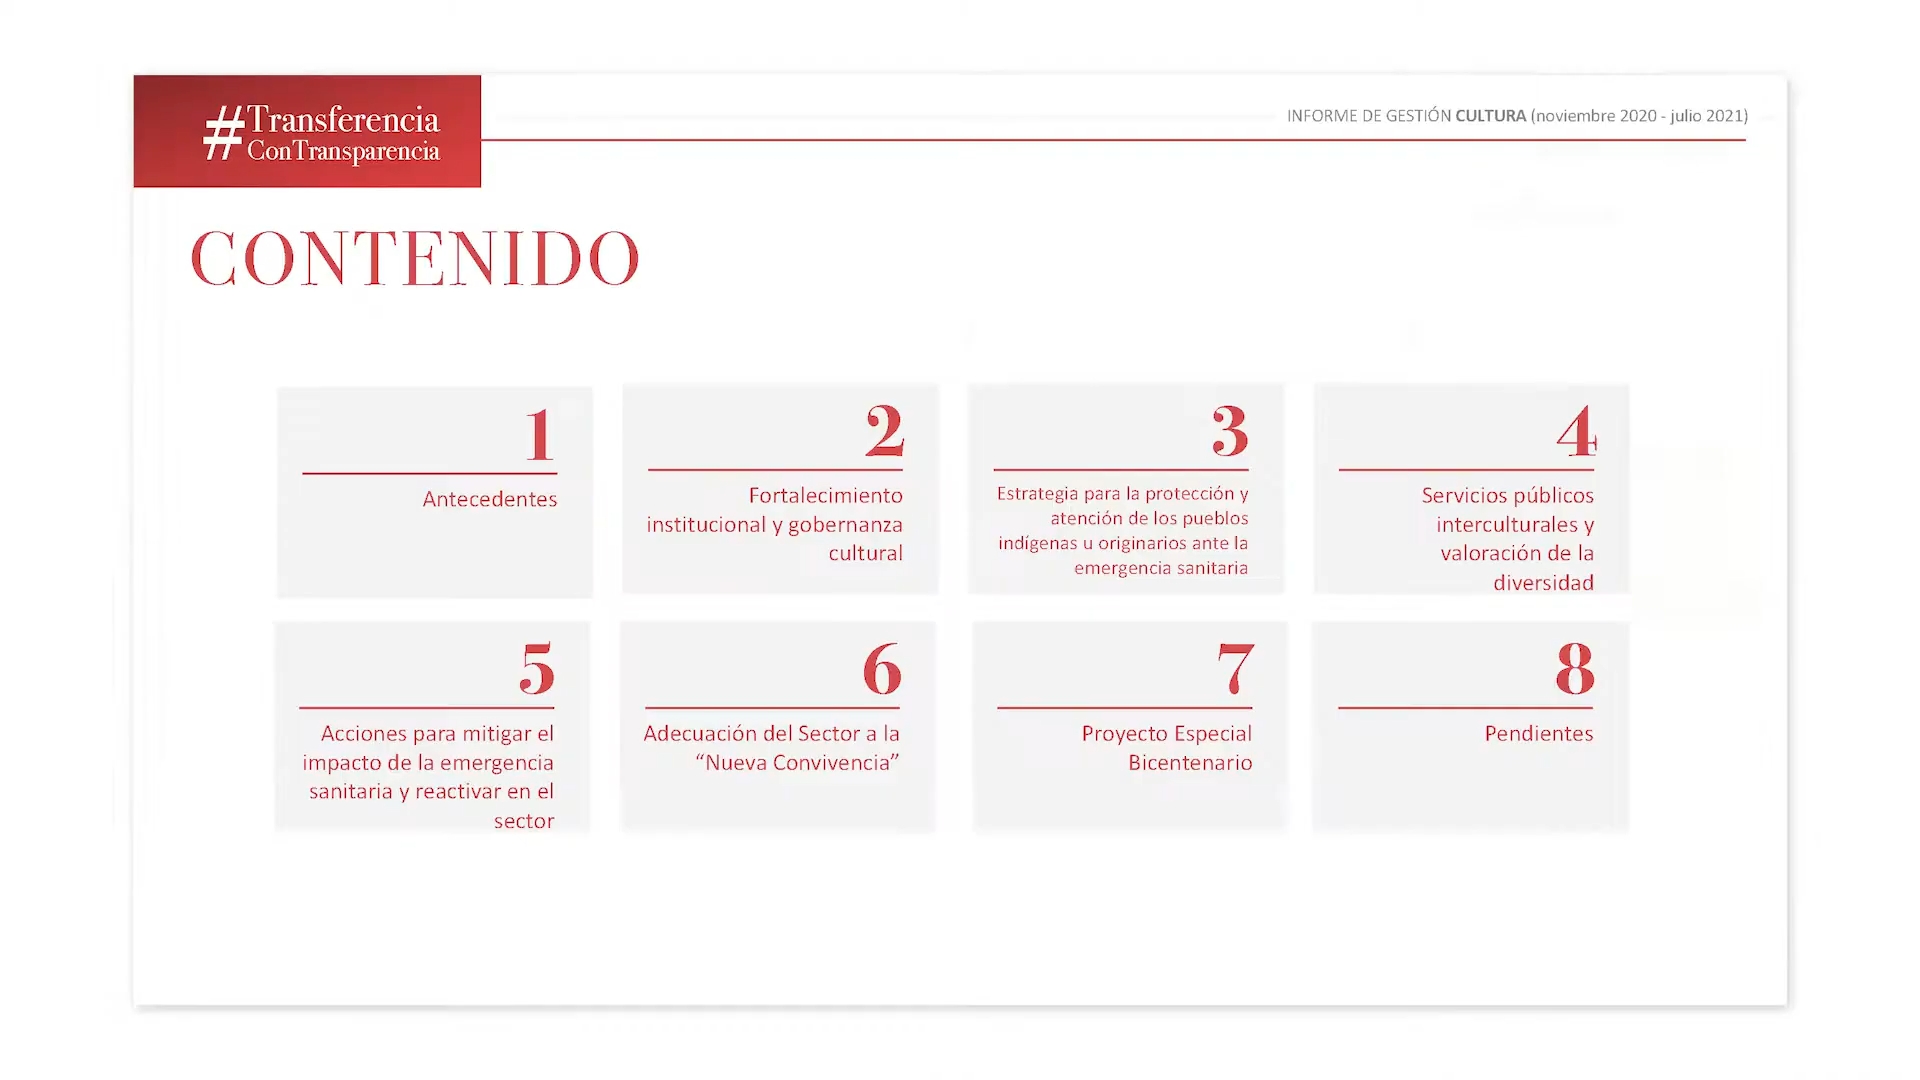 #Transferencia
ConTransparencia
INFORME DE GESTIÓN CULTURA (noviembre 2020 - julio 2021)
CONTENIDO
1
Antecedentes
2
Fortalecimiento
institucional y gobernanza
cultural
3
Estrategia para la protección y
atención de los pueblos
indígenas u originarios ante la
emergencia sanitaria
4
Servicios públicos
interculturales y
valoración de la
diversidad
5
Acciones para mitigar el
impacto de la emergencia
sanitaria y reactivar en el
sector
6
Adecuación del Sector a la
“Nueva Convivencia”
7
Proyecto Especial
Bicentenario
8
Pendientes